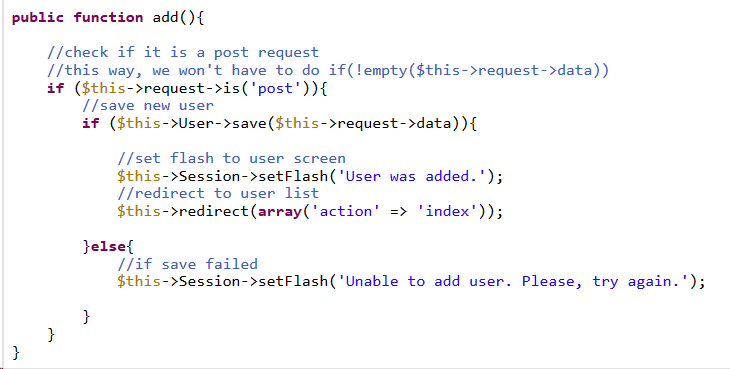 public function add(){
//check if it is a post request
//this way, we won't have to do if(!empty($this->request->data))
if ($this->request->is('post')){
//save new user
if ($this->User->save($this->request->data)){
//set flash to user screen
$this->Session->setFlash('User was added.');
//redirect to user list
$this->redirect(array('action' => 'index'));
}else{
//if save failed
$this->Session->setFlash('Unable to add user. Please, try again.');
}
}
}